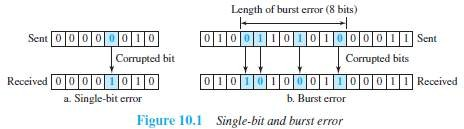 Length of burst error (8 bits)
Sent 0 0 0 0 0 0 1 0
0 1 0 0 1 1 0 1 0 1 0 0 0 0 1 1 Sent
Corrupted bit
Corrupted bits
Received 0 0 0 0 1 0 1 0
0 1 0 1 0 1 0 0 0 1 1 0 0 0 1 1 Received
a. Single-bit error
b. Burst error
Figure 10.1 Single-bit and burst error